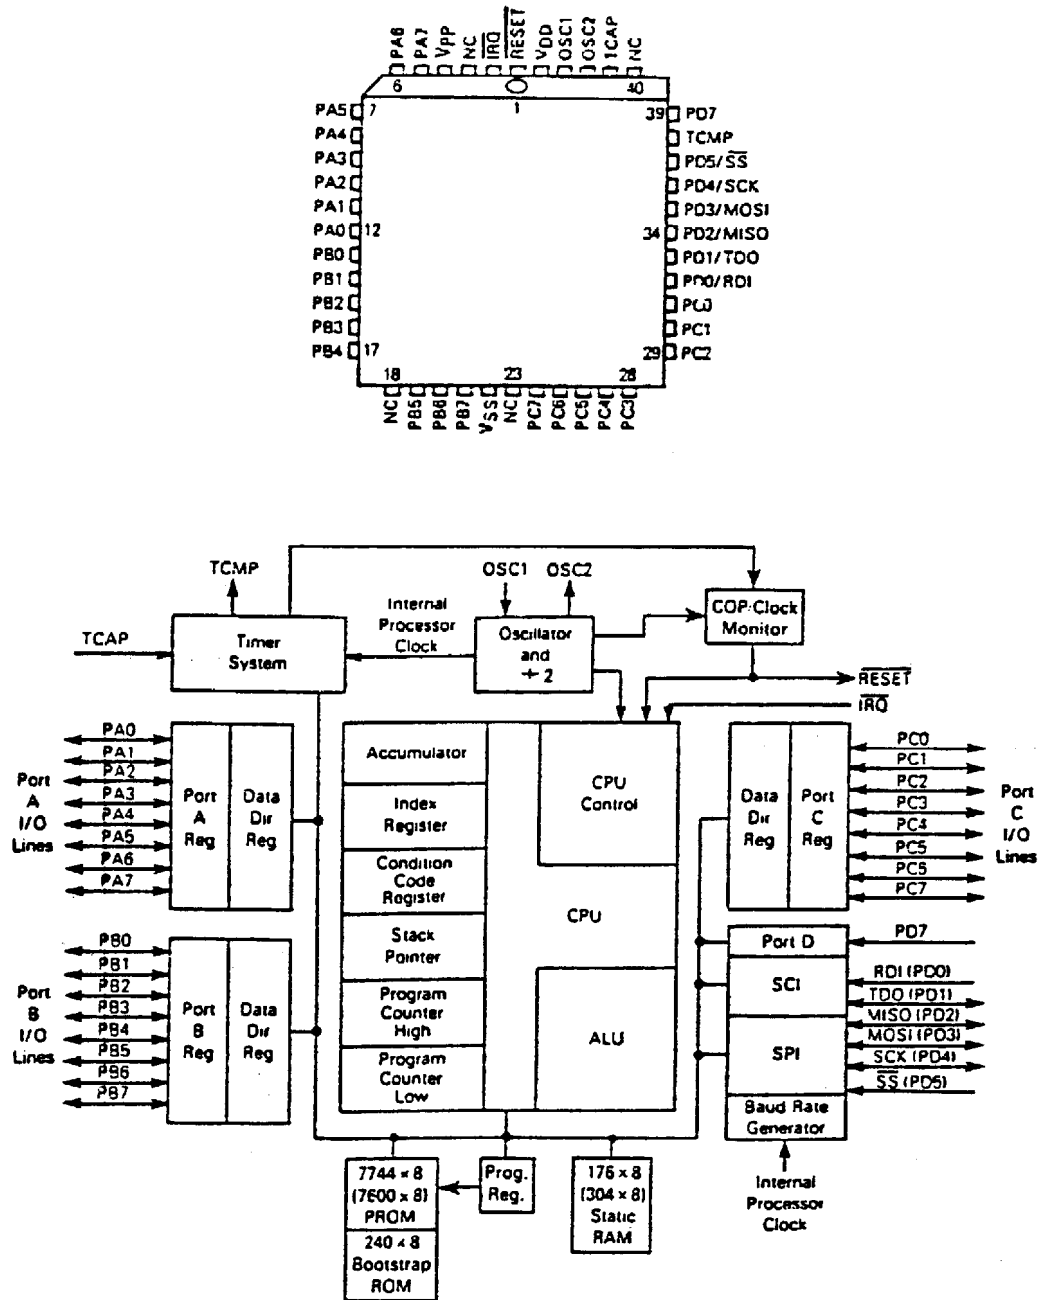 PA6 PA7 VPP NC IRQ RESET VDD OSC1 OSC2 TCAP NC
6 1 40
PA5 7 39 PD7
PA4 TCMP
PA3 PD5/SS
PA2 PD4/SCK
PA1 PD3/MOSI
PA0 12 34 PD2/MISO
PB0 PD1/TDO
PB1 PD0/RDI
PB2 PC0
PB3 PC1
PB4 17 29 PC2
18 23 28
NC PB5 PB6 PB7 VSS NC PC7 PC6 PC5 PC4 PC3
TCMP
OSC1 OSC2
TCAP
Timer
System
Internal
Processor
Clock
Oscillator
and
÷ 2
COP/Clock
Monitor
RESET
IRQ
Port
A
I/O
Lines
PA0
PA1
PA2
PA3
PA4
PA5
PA6
PA7
Port
A
Reg
Data
Dir
Reg
Port
B
I/O
Lines
PB0
PB1
PB2
PB3
PB4
PB5
PB6
PB7
Port
B
Reg
Data
Dir
Reg
Accumulator
Index
Register
Condition
Code
Register
Stack
Pointer
Program
Counter
High
Program
Counter
Low
CPU
Control
CPU
ALU
Data
Dir
Reg
Port
C
Reg
PC0
PC1
PC2
PC3
PC4
PC5
PC5
PC7
Port
C
I/O
Lines
Port D
SCI
SPI
Baud Rate
Generator
PD7
RDI (PD0)
TDO (PD1)
MISO (PD2)
MOSI (PD3)
SCK (PD4)
SS (PD5)
Internal
Processor
Clock
7744 × 8
(7600 × 8)
PROM
240 × 8
Bootstrap
ROM
Prog.
Reg.
176 × 8
(304 × 8)
Static
RAM